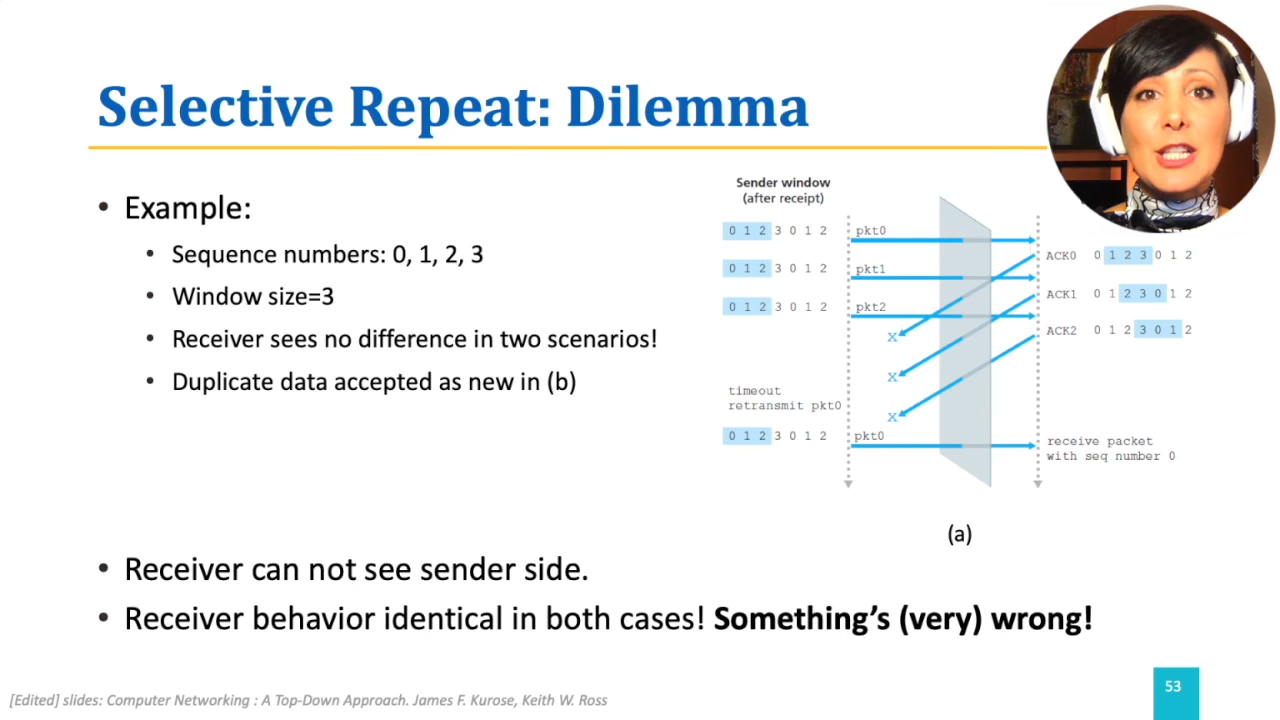 Selective Repeat: Dilemma
• Example:
• Sequence numbers: 0, 1, 2, 3
• Window size=3
• Receiver sees no difference in two scenarios!
• Duplicate data accepted as new in (b)
Sender window
(after receipt)
0 1 2 3 0 1 2
pkt0
ACK0 0 1 2 3 0 1 2
0 1 2 3 0 1 2
pkt1
ACK1 0 1 2 3 0 1 2
0 1 2 3 0 1 2
pkt2
ACK2 0 1 2 3 0 1 2
X
X
X
timeout
retransmit pkt0
0 1 2 3 0 1 2
pkt0
receive packet
with seq number 0
(a)
• Receiver can not see sender side.
• Receiver behavior identical in both cases! Something’s (very) wrong!
[Edited] slides: Computer Networking : A Top-Down Approach. James F. Kurose, Keith W. Ross
53